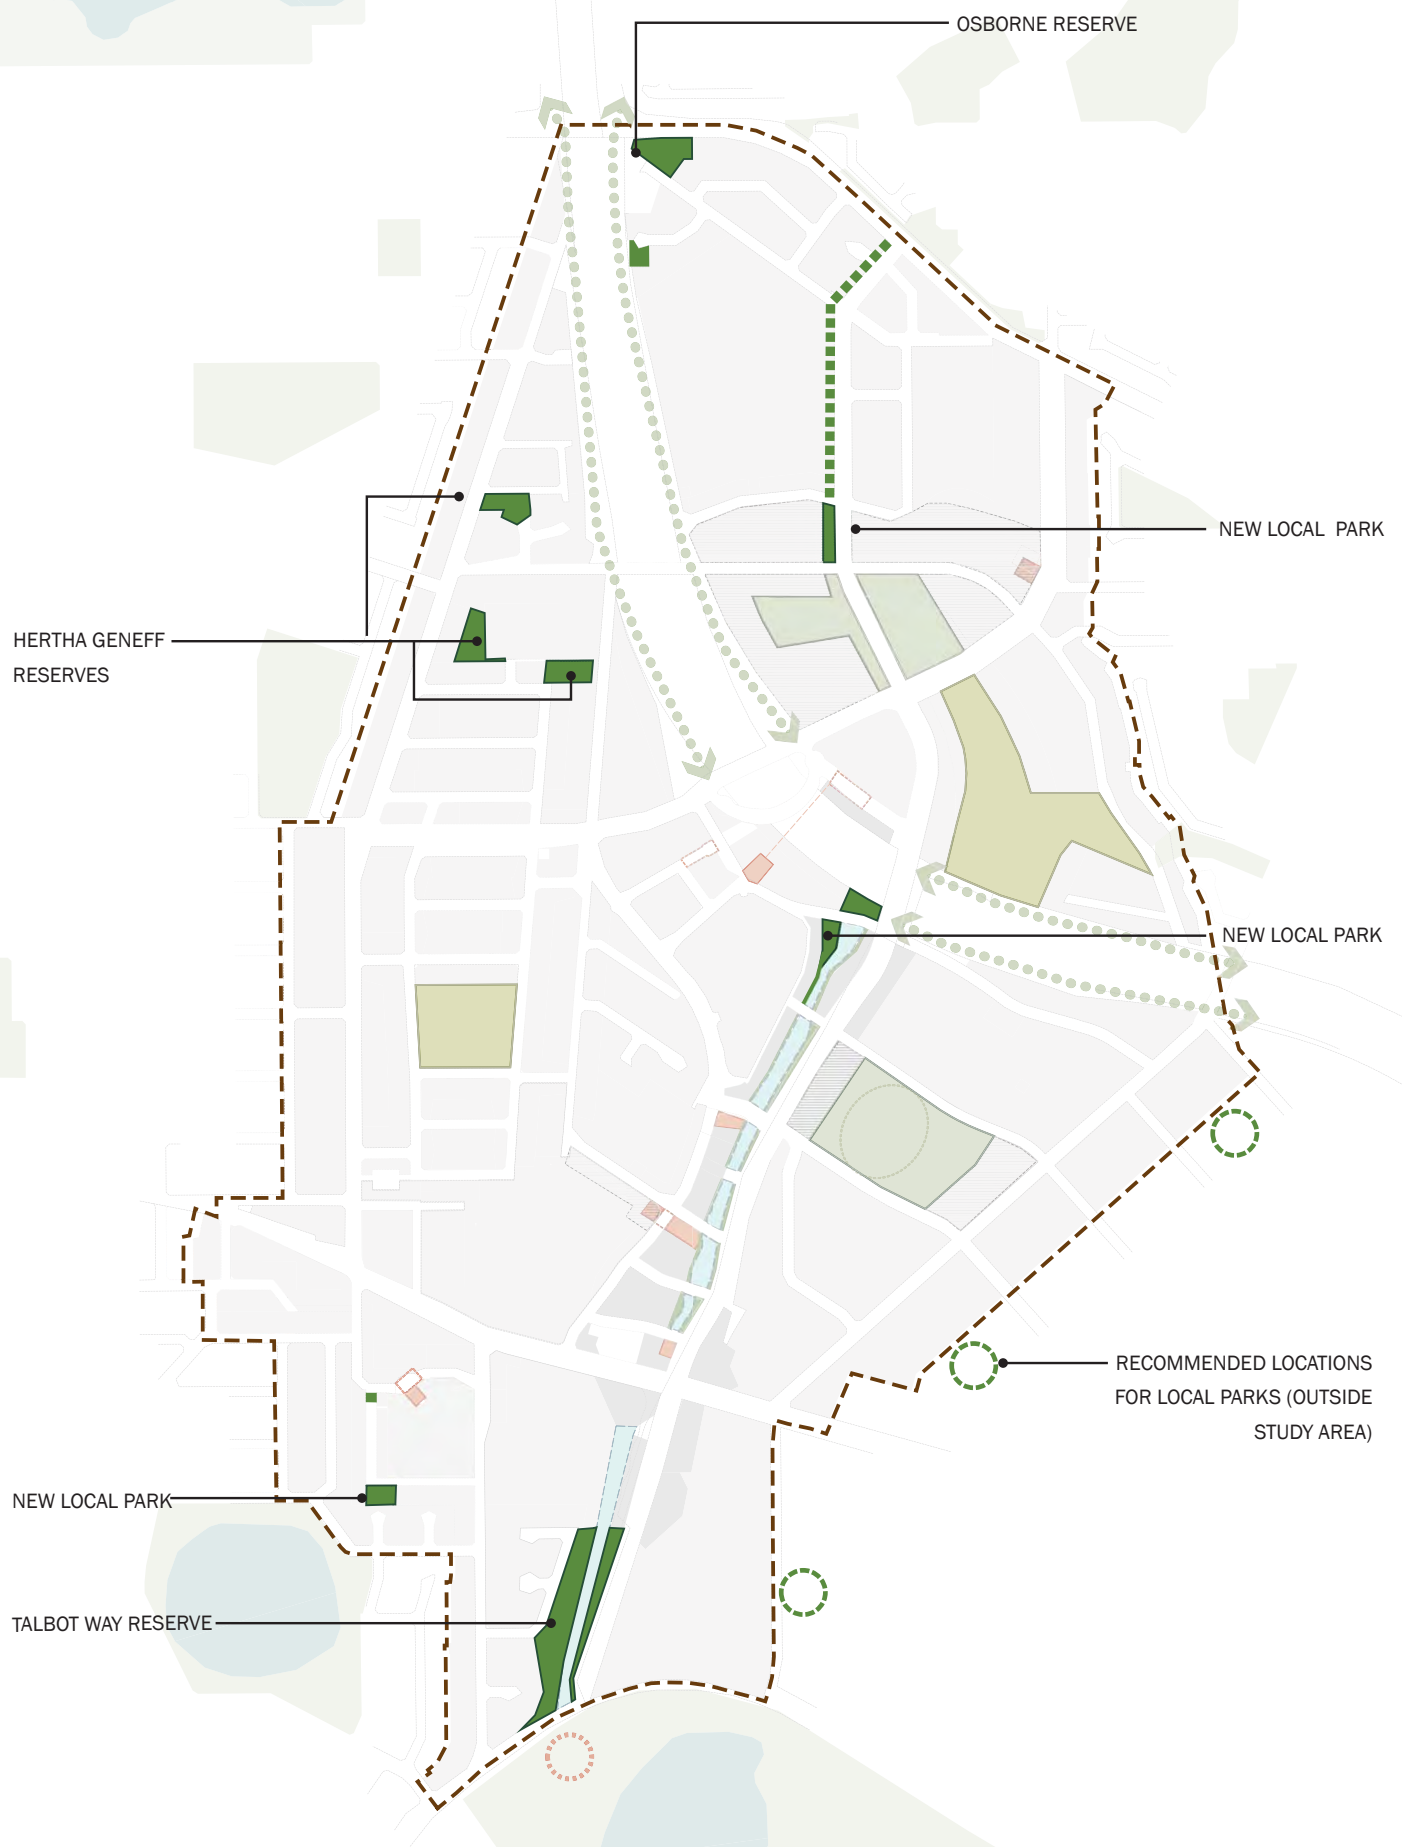 OSBORNE RESERVE
NEW LOCAL PARK
HERTHA GENEFF
RESERVES
NEW LOCAL PARK
RECOMMENDED LOCATIONS
FOR LOCAL PARKS (OUTSIDE
STUDY AREA)
NEW LOCAL PARK
TALBOT WAY RESERVE